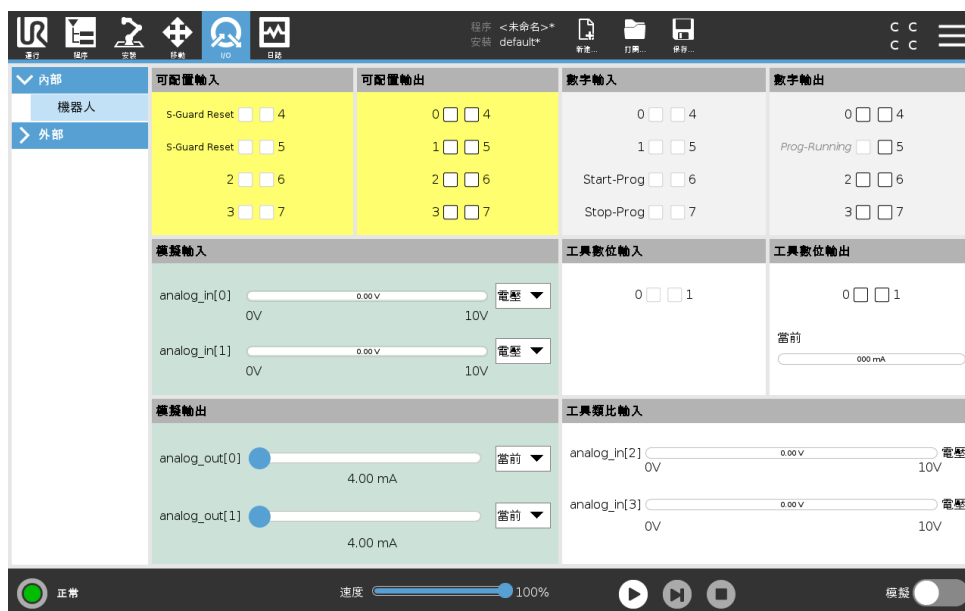 程序 <未命名>*
安裝 default*
C C
C C
運行 程序 安裝 移動 I/O 日誌 新建... 打開... 保存...
內部
機器人
外部
可配置輸入
S-Guard Reset 4
S-Guard Reset 5
2 6
3 7
可配置輸出
0 4
1 5
2 6
3 7
數字輸入
0 4
1 5
Start-Prog 6
Stop-Prog 7
數字輸出
0 4
Prog-Running 5
2 6
3 7
模擬輸入
analog_in[0] 0.00 V 電壓
0V 10V
analog_in[1] 0.00 V 電壓
0V 10V
工具數位輸入
0 1
工具數位輸出
0 1
當前
000 mA
模擬輸出
analog_out[0] 當前
4.00 mA
analog_out[1] 當前
4.00 mA
工具類比輸入
analog_in[2] 0.00 V 電壓
0V 10V
analog_in[3] 0.00 V 電壓
0V 10V
正常 速度 100% 模擬